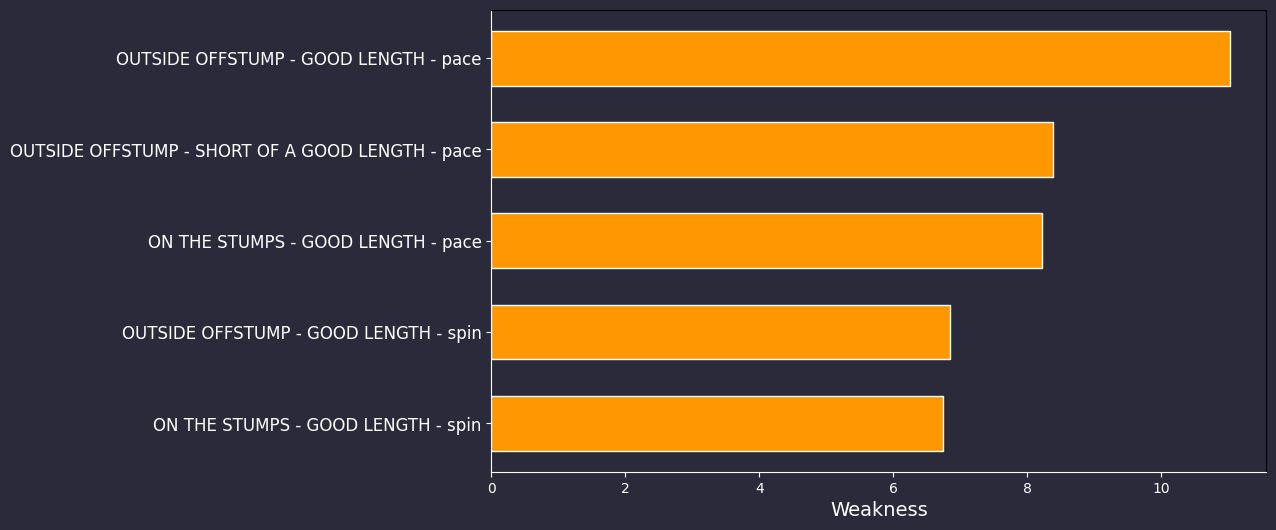 OUTSIDE OFFSTUMP - GOOD LENGTH - pace
OUTSIDE OFFSTUMP - SHORT OF A GOOD LENGTH - pace
ON THE STUMPS - GOOD LENGTH - pace
OUTSIDE OFFSTUMP - GOOD LENGTH - spin
ON THE STUMPS - GOOD LENGTH - spin
0 2 4 6 8 10
Weakness